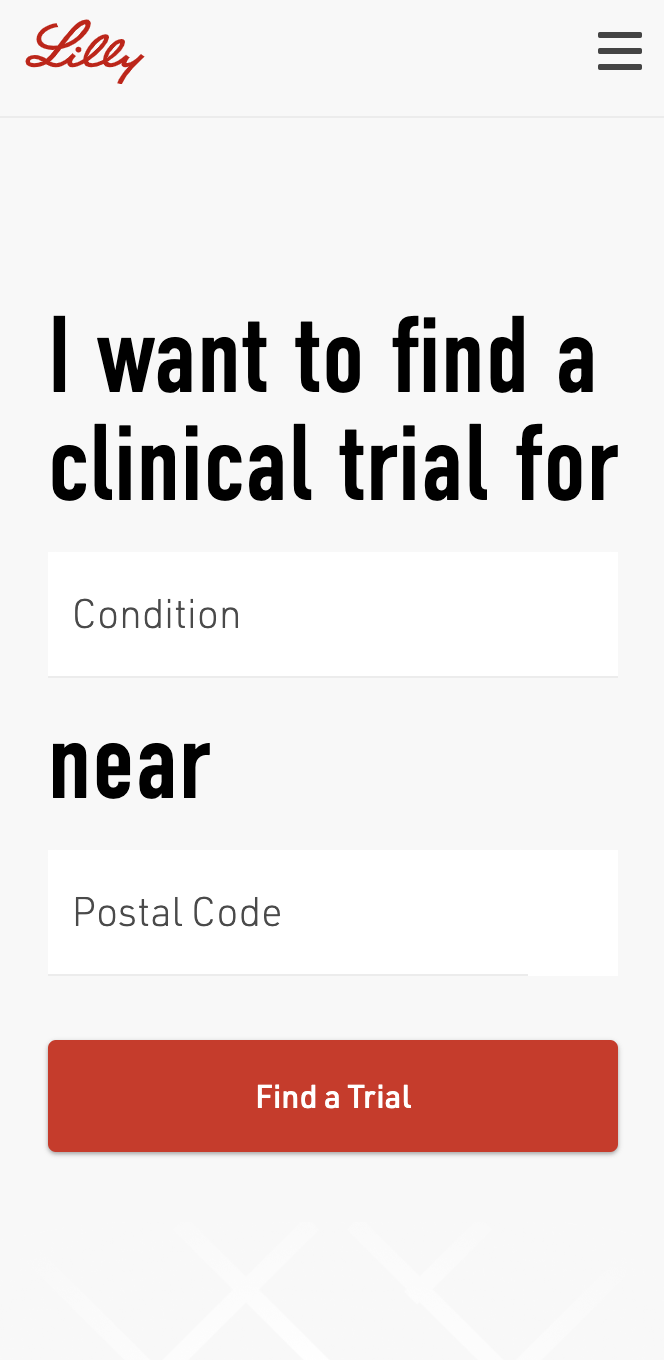 Lilly
I want to find a
clinical trial for
Condition
near
Postal Code
Find a Trial